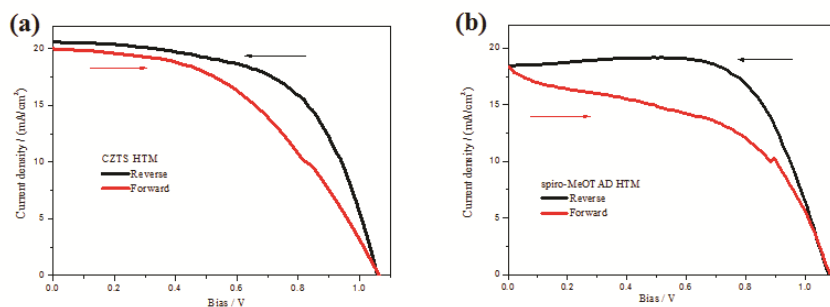 (a)
20
15
10
5
0
Current density / (mA/cm²)
CZTS HTM
Reverse
Forward
0.0 0.2 0.4 0.6 0.8 1.0
Bias / V
(b)
20
15
10
5
0
Current density / (mA/cm²)
spiro-MeOTAD HTM
Reverse
Forward
0.0 0.2 0.4 0.6 0.8 1.0
Bias / V